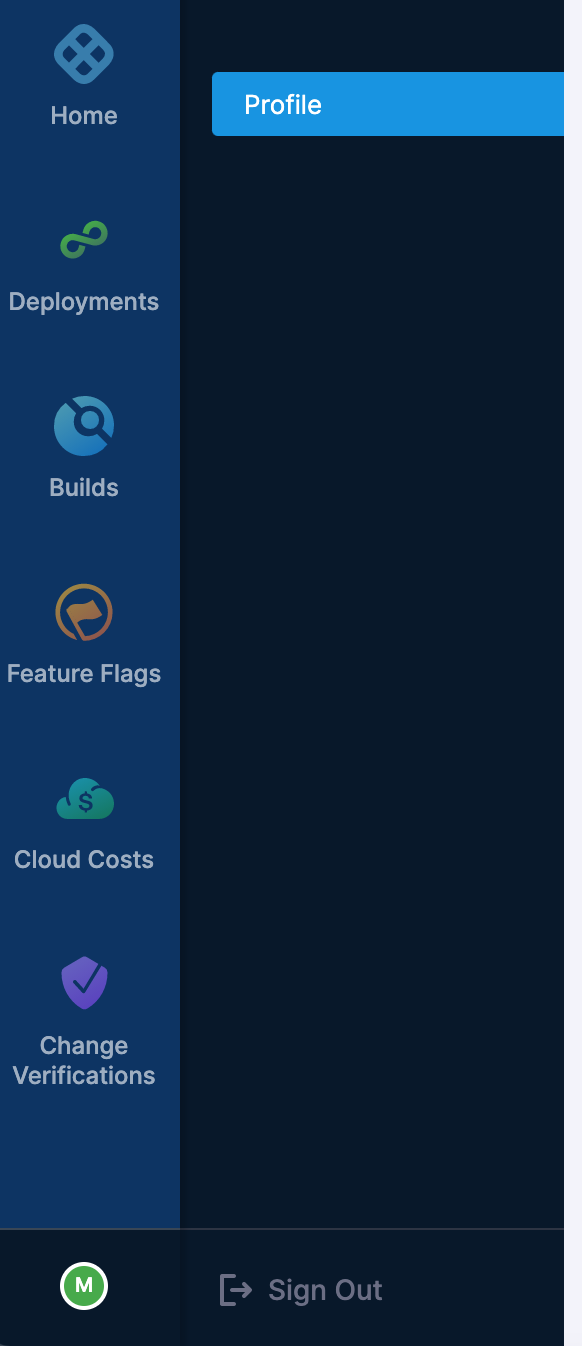 Home
Deployments
Builds
Feature Flags
$
Cloud Costs
Change
Verifications
M
Profile
Sign Out